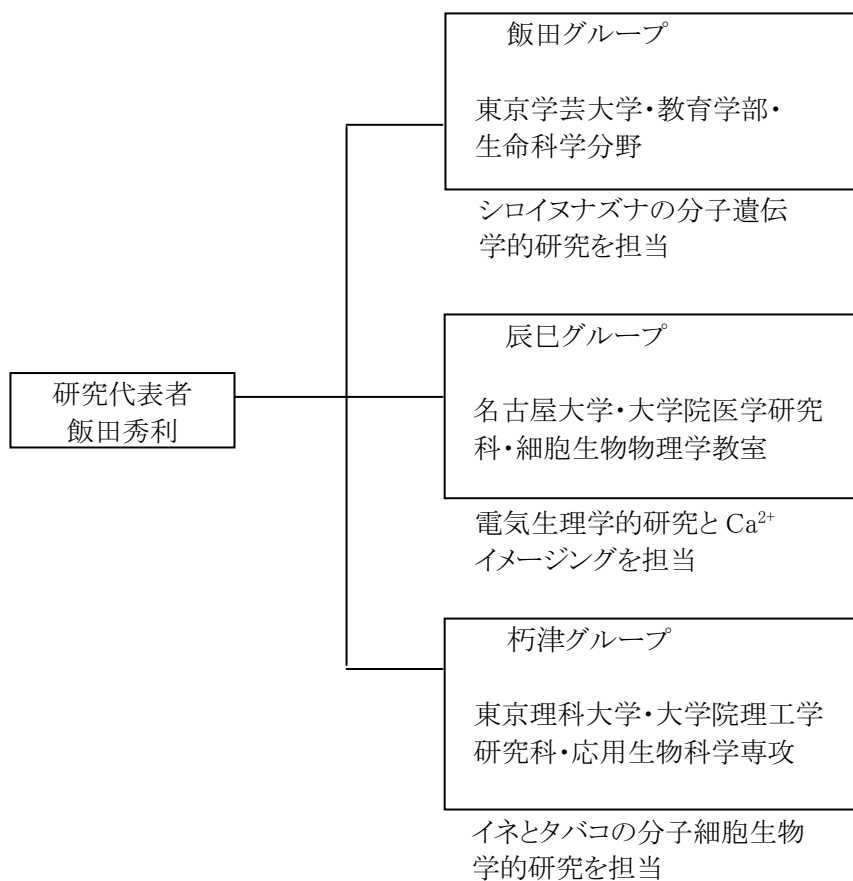 飯田グループ
東京学芸大学・教育学部・
生命科学分野
シロイヌナズナの分子遺伝
学的研究を担当
研究代表者
飯田秀利
辰巳グループ
名古屋大学・大学院医学研究
科・細胞生物物理学教室
電気生理学的研究と Ca²⁺
イメージングを担当
朽津グループ
東京理科大学・大学院理工学
研究科・応用生物科学専攻
イネとタバコの分子細胞生物
学的研究を担当